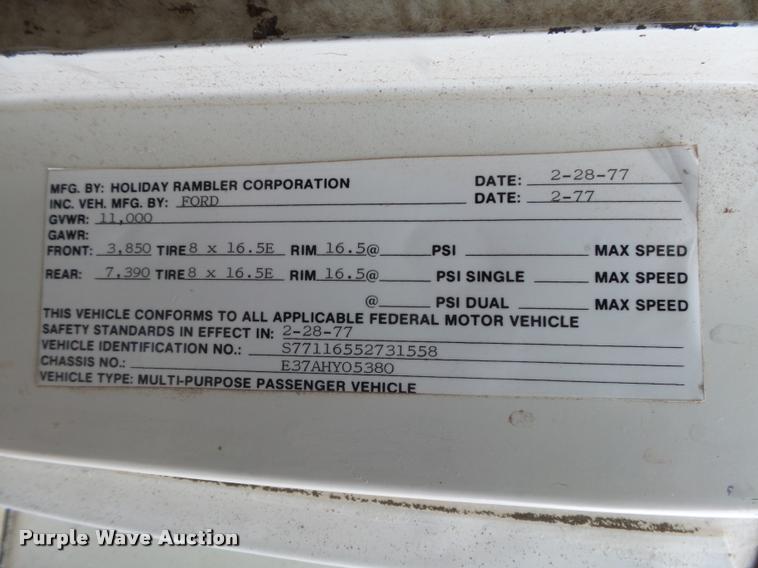 MFG. BY: HOLIDAY RAMBLER CORPORATION DATE: 2-28-77
INC. VEH. MFG. BY: FORD DATE: 2-77
GVWR: 11,000
GAWR:
FRONT: 3,850 TIRE 8 x 16.5E RIM 16.5@ PSI MAX SPEED
REAR: 7,390 TIRE 8 x 16.5E RIM 16.5@ PSI SINGLE MAX SPEED
@ PSI DUAL MAX SPEED
THIS VEHICLE CONFORMS TO ALL APPLICABLE FEDERAL MOTOR VEHICLE
SAFETY STANDARDS IN EFFECT IN: 2-28-77
VEHICLE IDENTIFICATION NO.: S77116552731558
CHASSIS NO.: E37AHY05380
VEHICLE TYPE: MULTI-PURPOSE PASSENGER VEHICLE
Purple Wave Auction